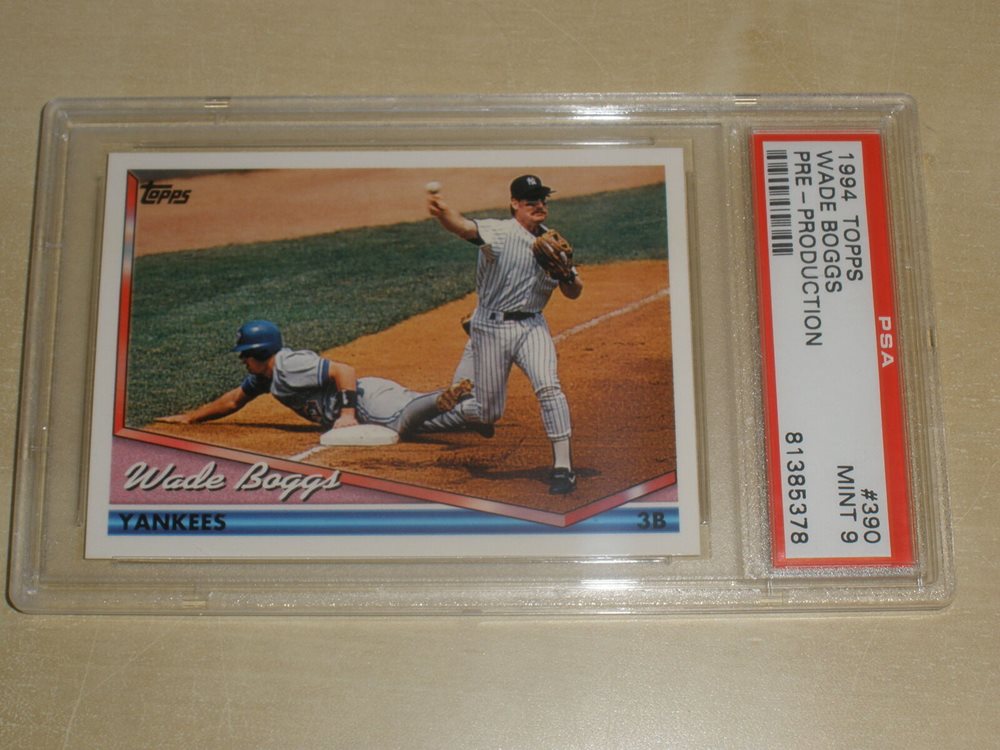 TOPPS
Wade Boggs
YANKEES
3B
1994 TOPPS
WADE BOGGS
PRE-PRODUCTION
#390
MINT 9
81385378
PSA